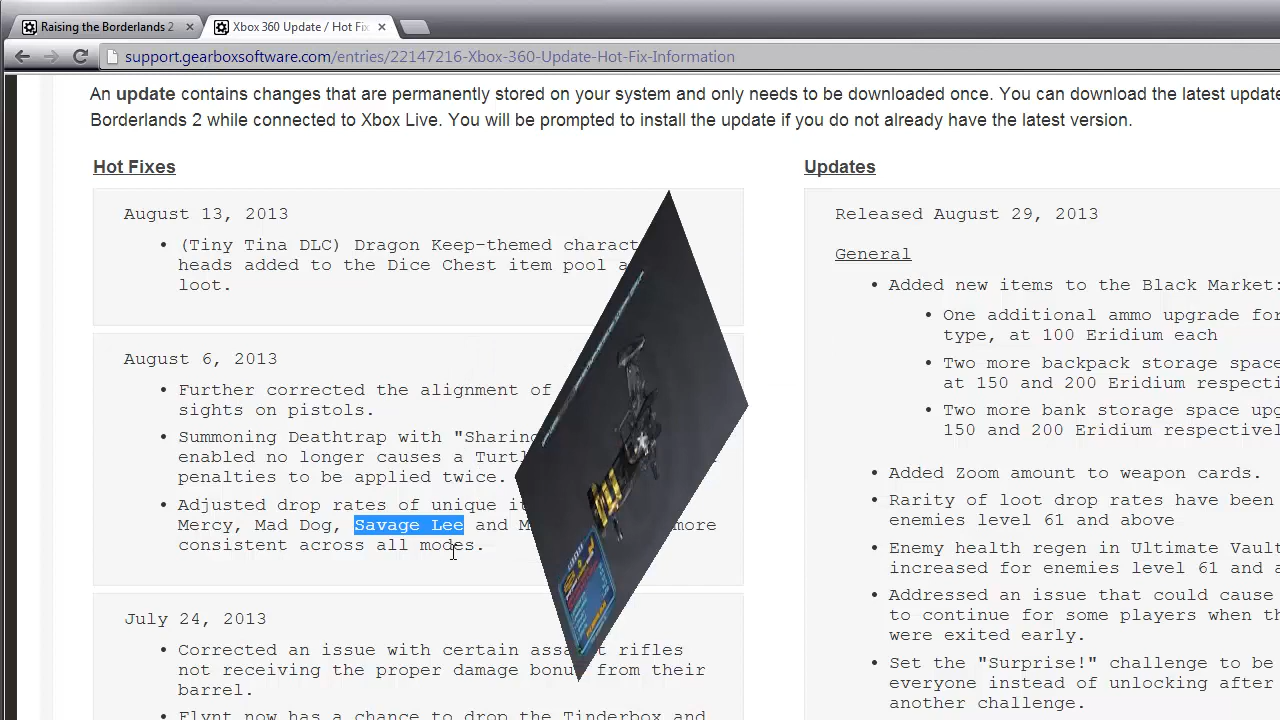 Raising the Borderlands 2
Xbox 360 Update / Hot Fix
support.gearboxsoftware.com/entries/22147216-Xbox-360-Update-Hot-Fix-Information
An update contains changes that are permanently stored on your system and only needs to be downloaded once. You can download the latest update
Borderlands 2 while connected to Xbox Live. You will be prompted to install the update if you do not already have the latest version.
Hot Fixes
August 13, 2013
• (Tiny Tina DLC) Dragon Keep-themed charact
heads added to the Dice Chest item pool a
loot.
August 6, 2013
• Further corrected the alignment of
sights on pistols.
• Summoning Deathtrap with "Sharin
enabled no longer causes a Turt
penalties to be applied twice.
• Adjusted drop rates of unique it
Mercy, Mad Dog, Savage Lee and M more
consistent across all modes.
July 24, 2013
• Corrected an issue with certain assault rifles
not receiving the proper damage bonus from their
barrel.
• Flynt now has a chance to drop the Tinderbox and
Updates
Released August 29, 2013
General
• Added new items to the Black Market:
• One additional ammo upgrade for
type, at 100 Eridium each
• Two more backpack storage space
at 150 and 200 Eridium respecti
• Two more bank storage space upg
150 and 200 Eridium respectivel
• Added Zoom amount to weapon cards.
• Rarity of loot drop rates have been
enemies level 61 and above
• Enemy health regen in Ultimate Vault
increased for enemies level 61 and a
• Addressed an issue that could cause
to continue for some players when th
were exited early.
• Set the "Surprise!" challenge to be
everyone instead of unlocking after
another challenge.